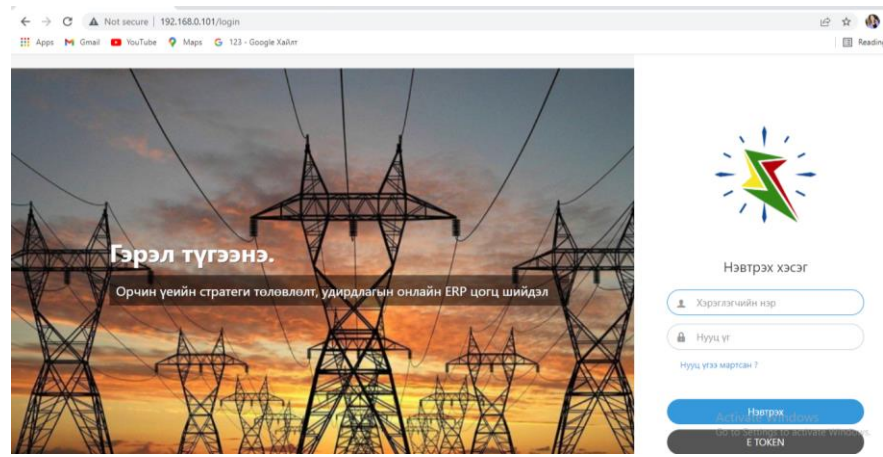 Not secure | 192.168.0.101/login
Apps Gmail YouTube Maps 123 - Google Хайлт
Reading
Гэрэл түгээнэ.
Орчин үеийн стратеги төлөвлөлт, удирдлагын онлайн ERP цогц шийдэл
Нэвтрэх хэсэг
Хэрэглэгчийн нэр
Нууц үг
Нууц үгээ мартсан ?
Нэвтрэх
Activate Windows
Go to Settings to activate Windows.
E TOKEN